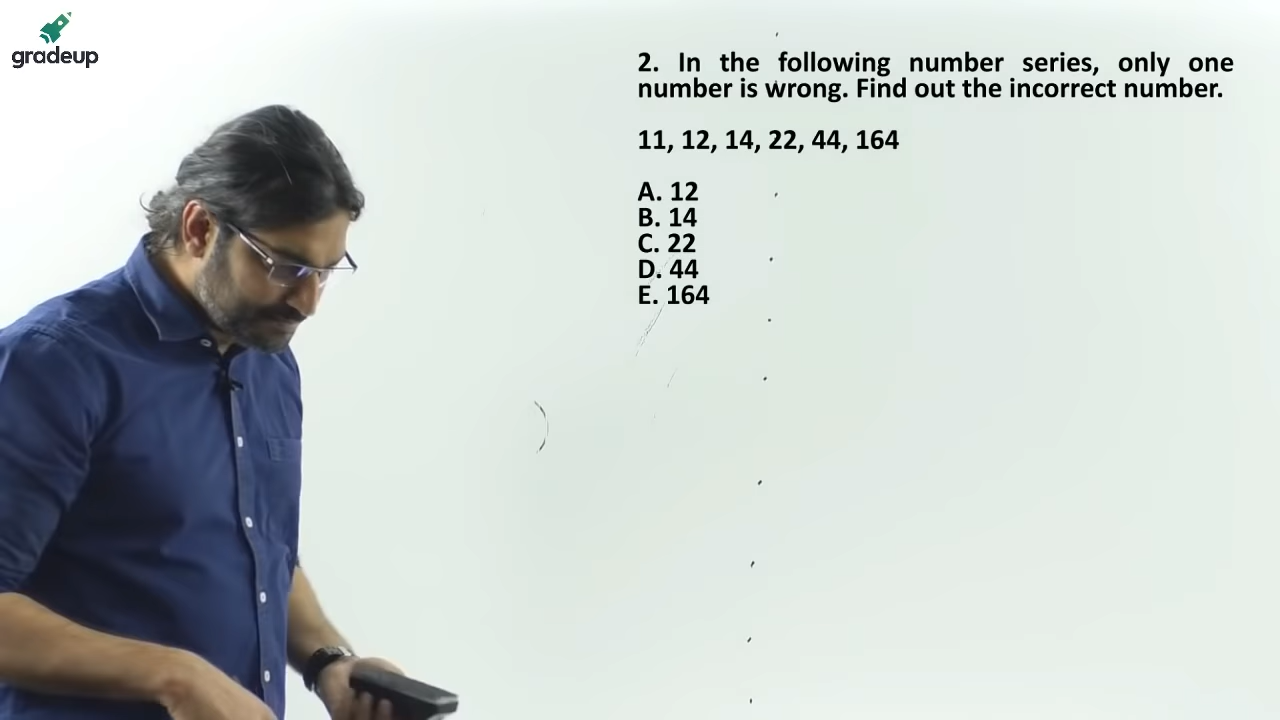 gradeup
2. In the following number series, only one
number is wrong. Find out the incorrect number.
11, 12, 14, 22, 44, 164
A. 12
B. 14
C. 22
D. 44
E. 164